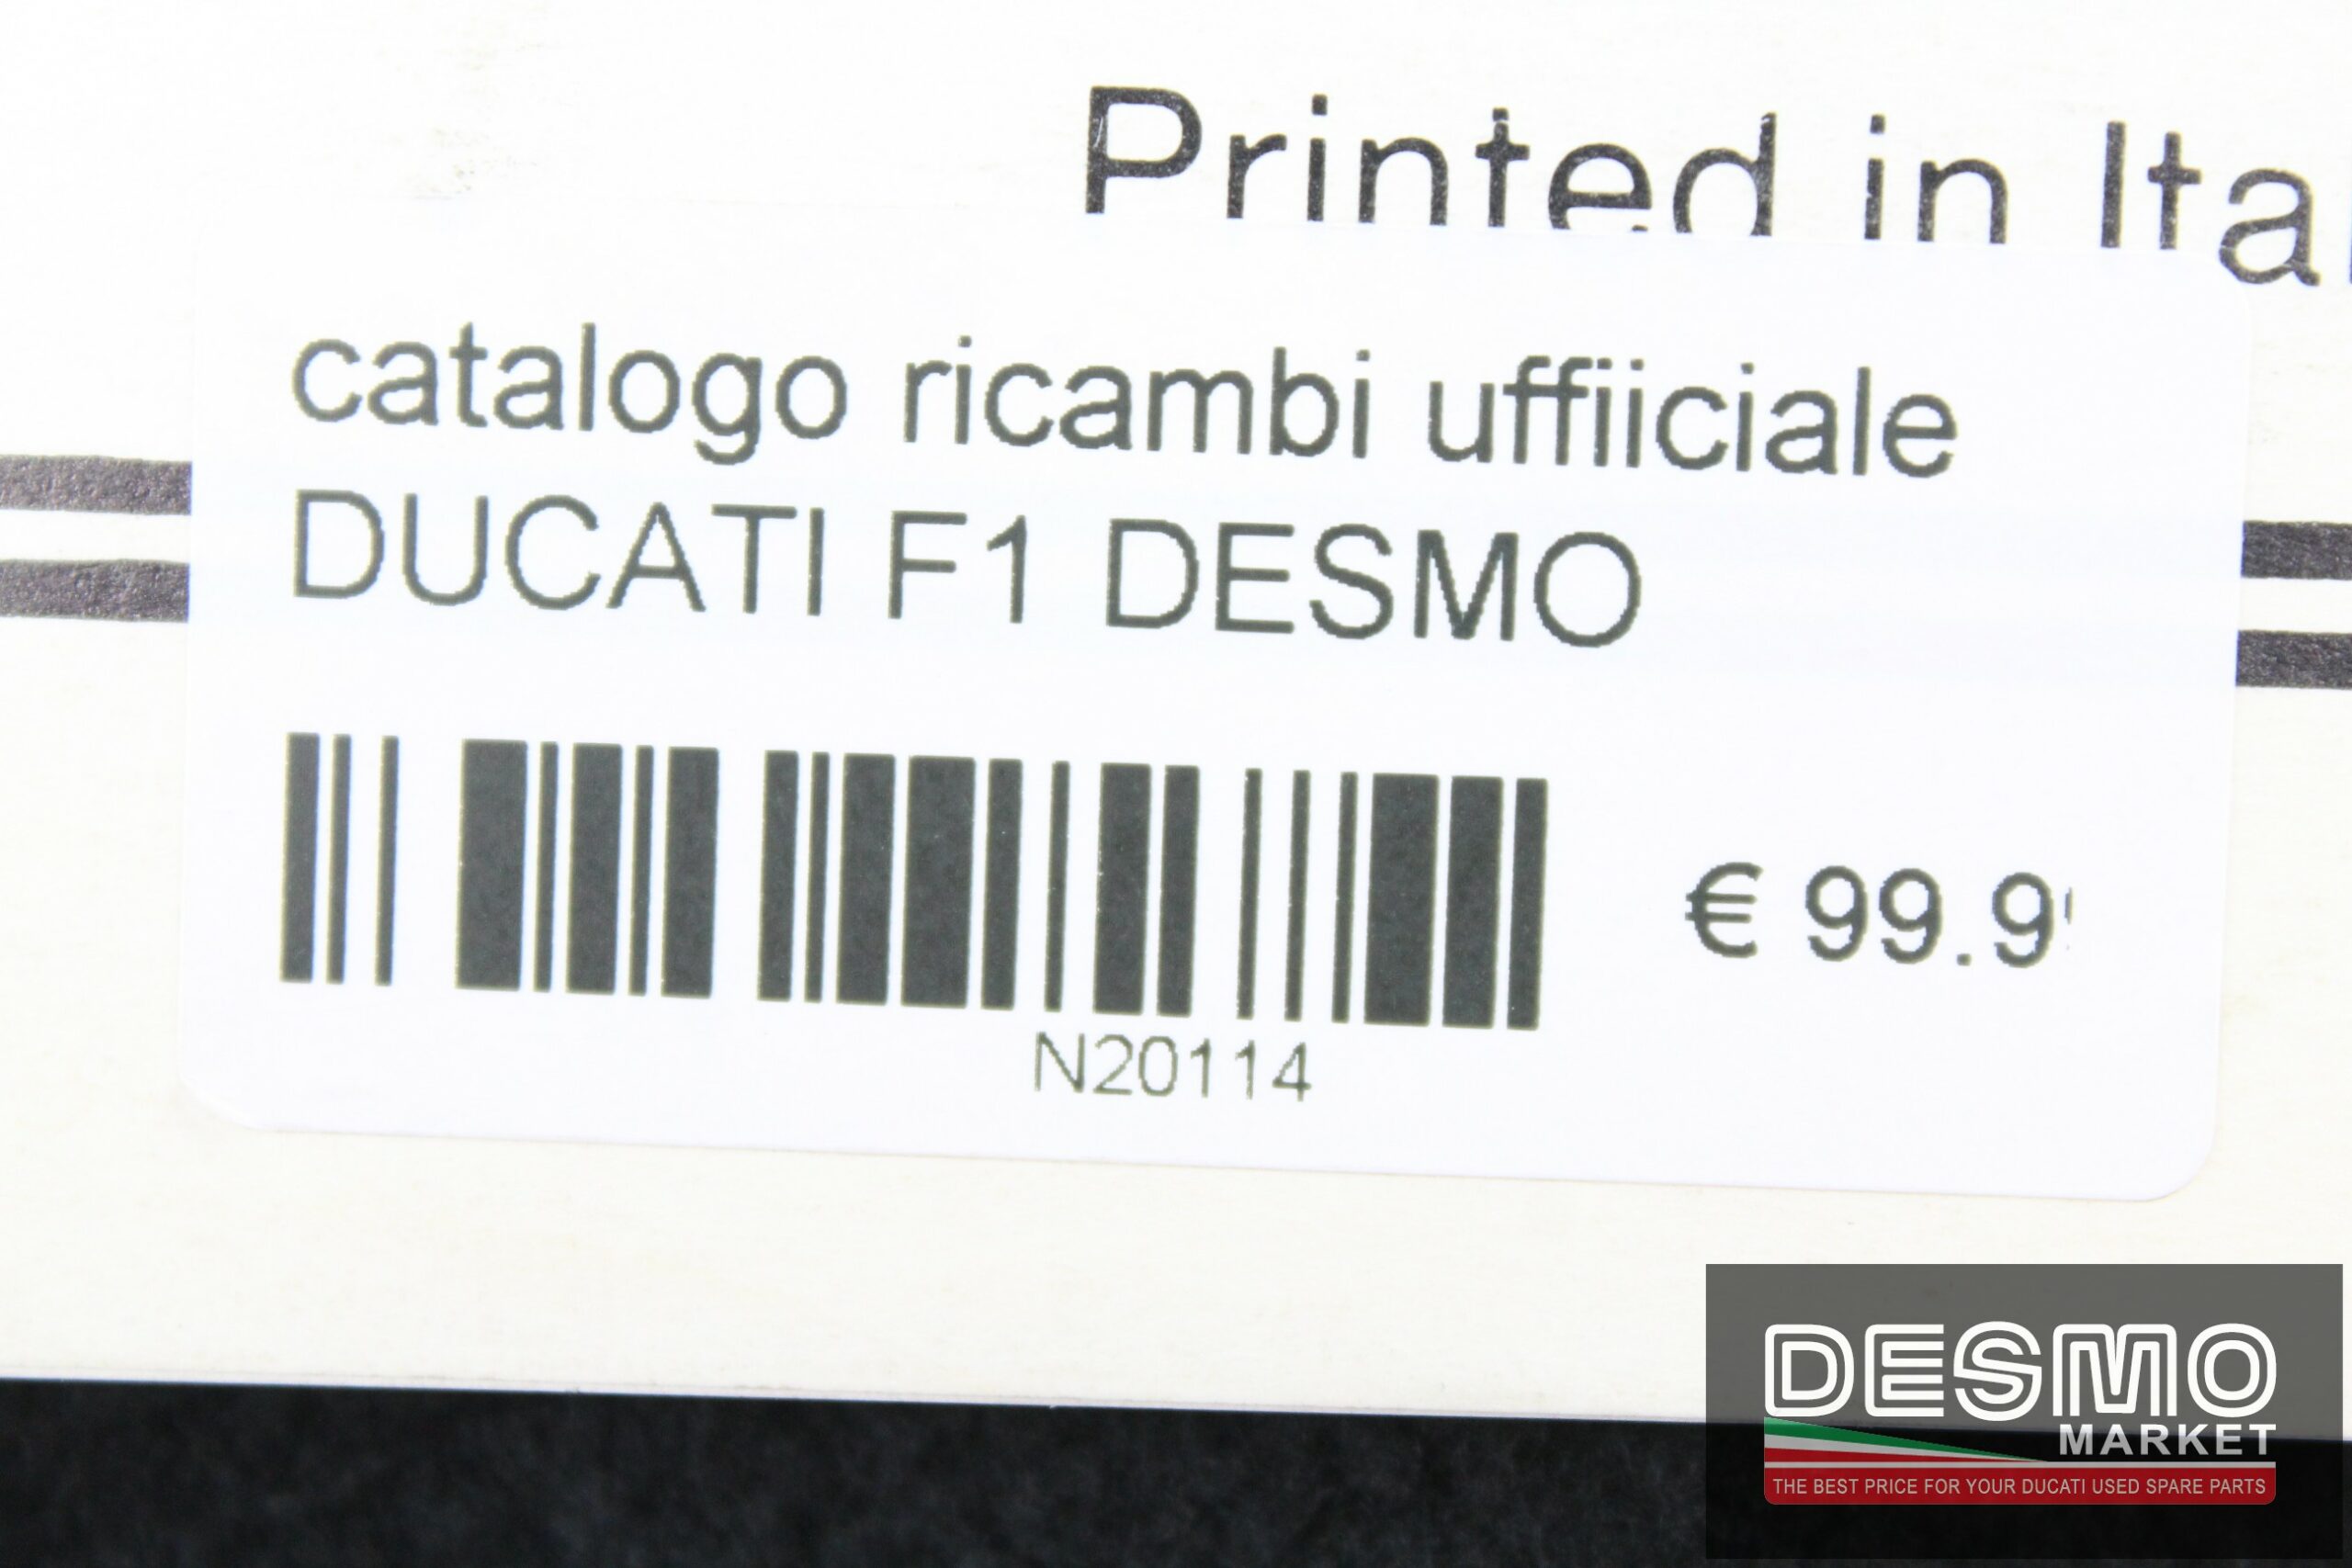 Printed in Ital
catalogo ricambi uffiiciale
DUCATI F1 DESMO
€ 99.9
N20114
DESMO
MARKET
THE BEST PRICE FOR YOUR DUCATI USED SPARE PARTS